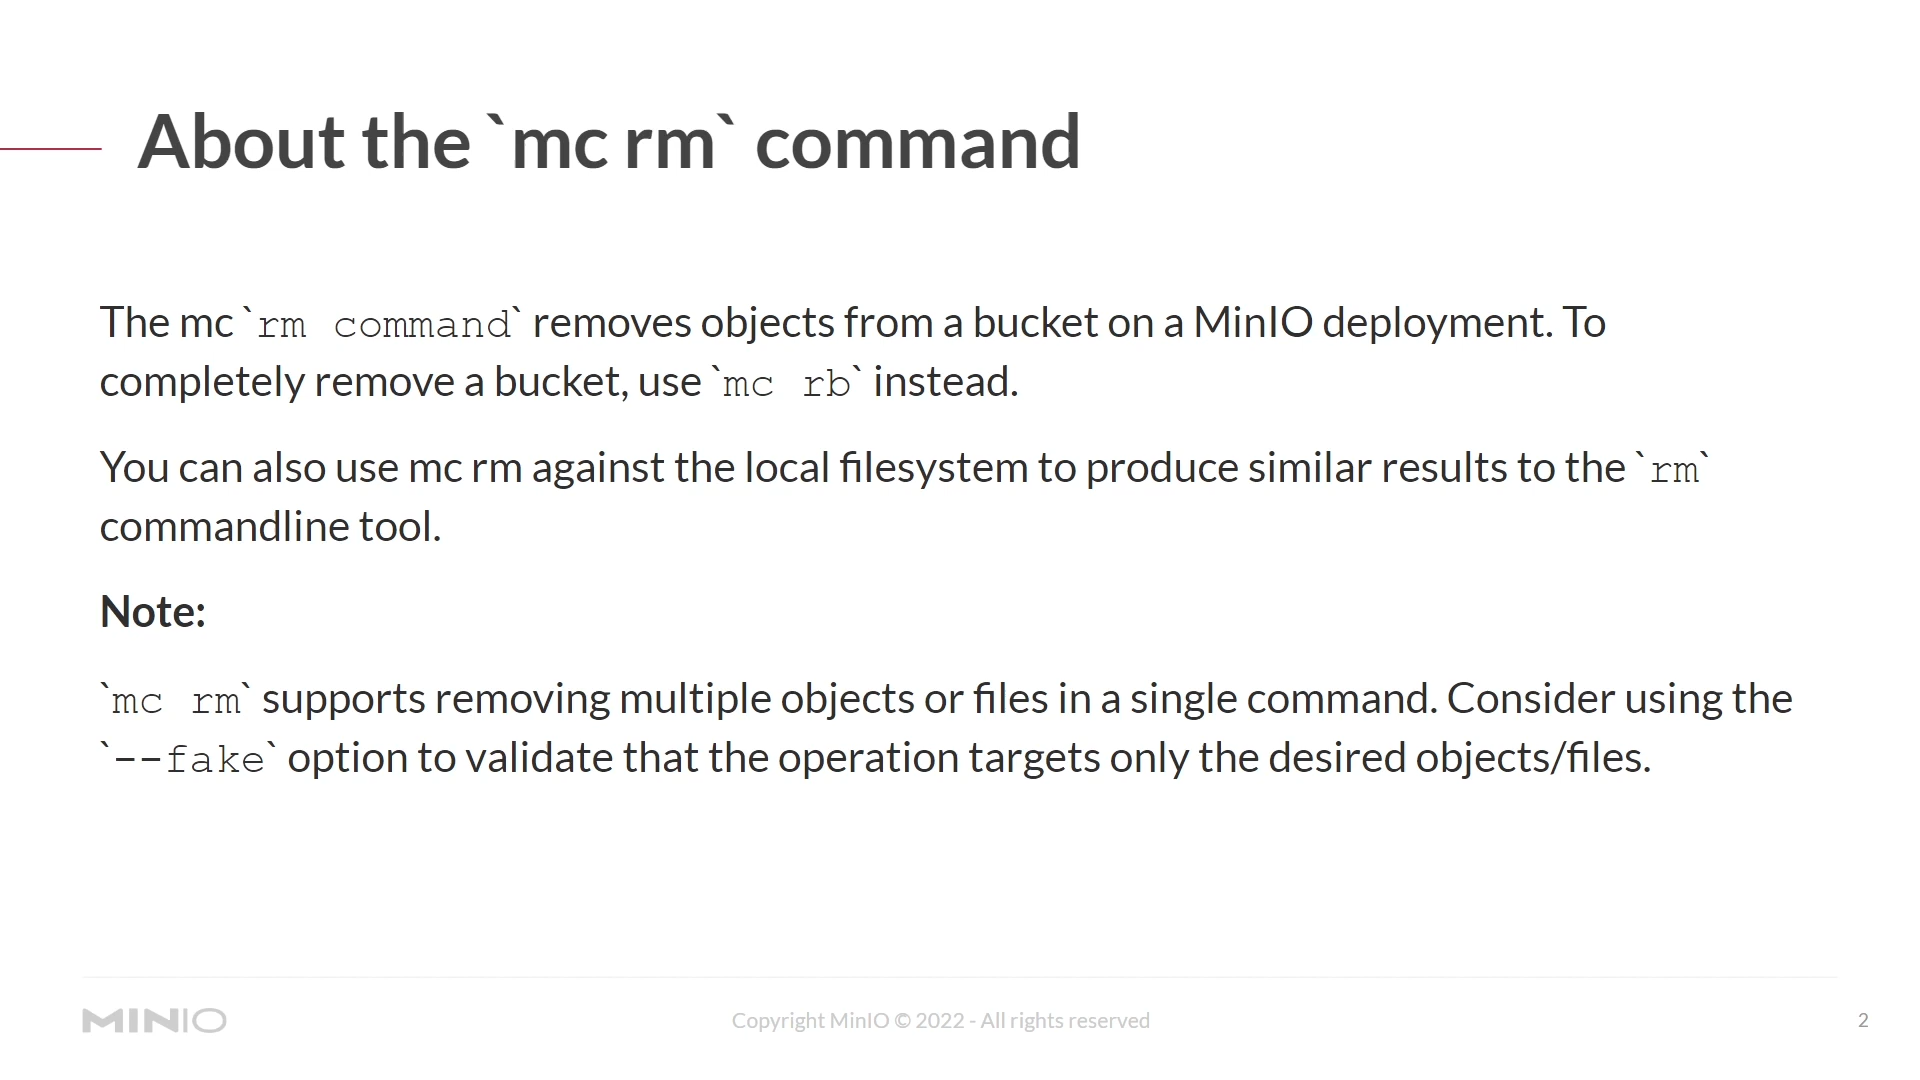 About the `mc rm` command
The mc `rm command` removes objects from a bucket on a MinIO deployment. To
completely remove a bucket, use `mc rb` instead.
You can also use mc rm against the local filesystem to produce similar results to the `rm`
commandline tool.
Note:
`mc rm` supports removing multiple objects or files in a single command. Consider using the
`--fake` option to validate that the operation targets only the desired objects/files.
MINIO
Copyright MinIO © 2022 - All rights reserved
2